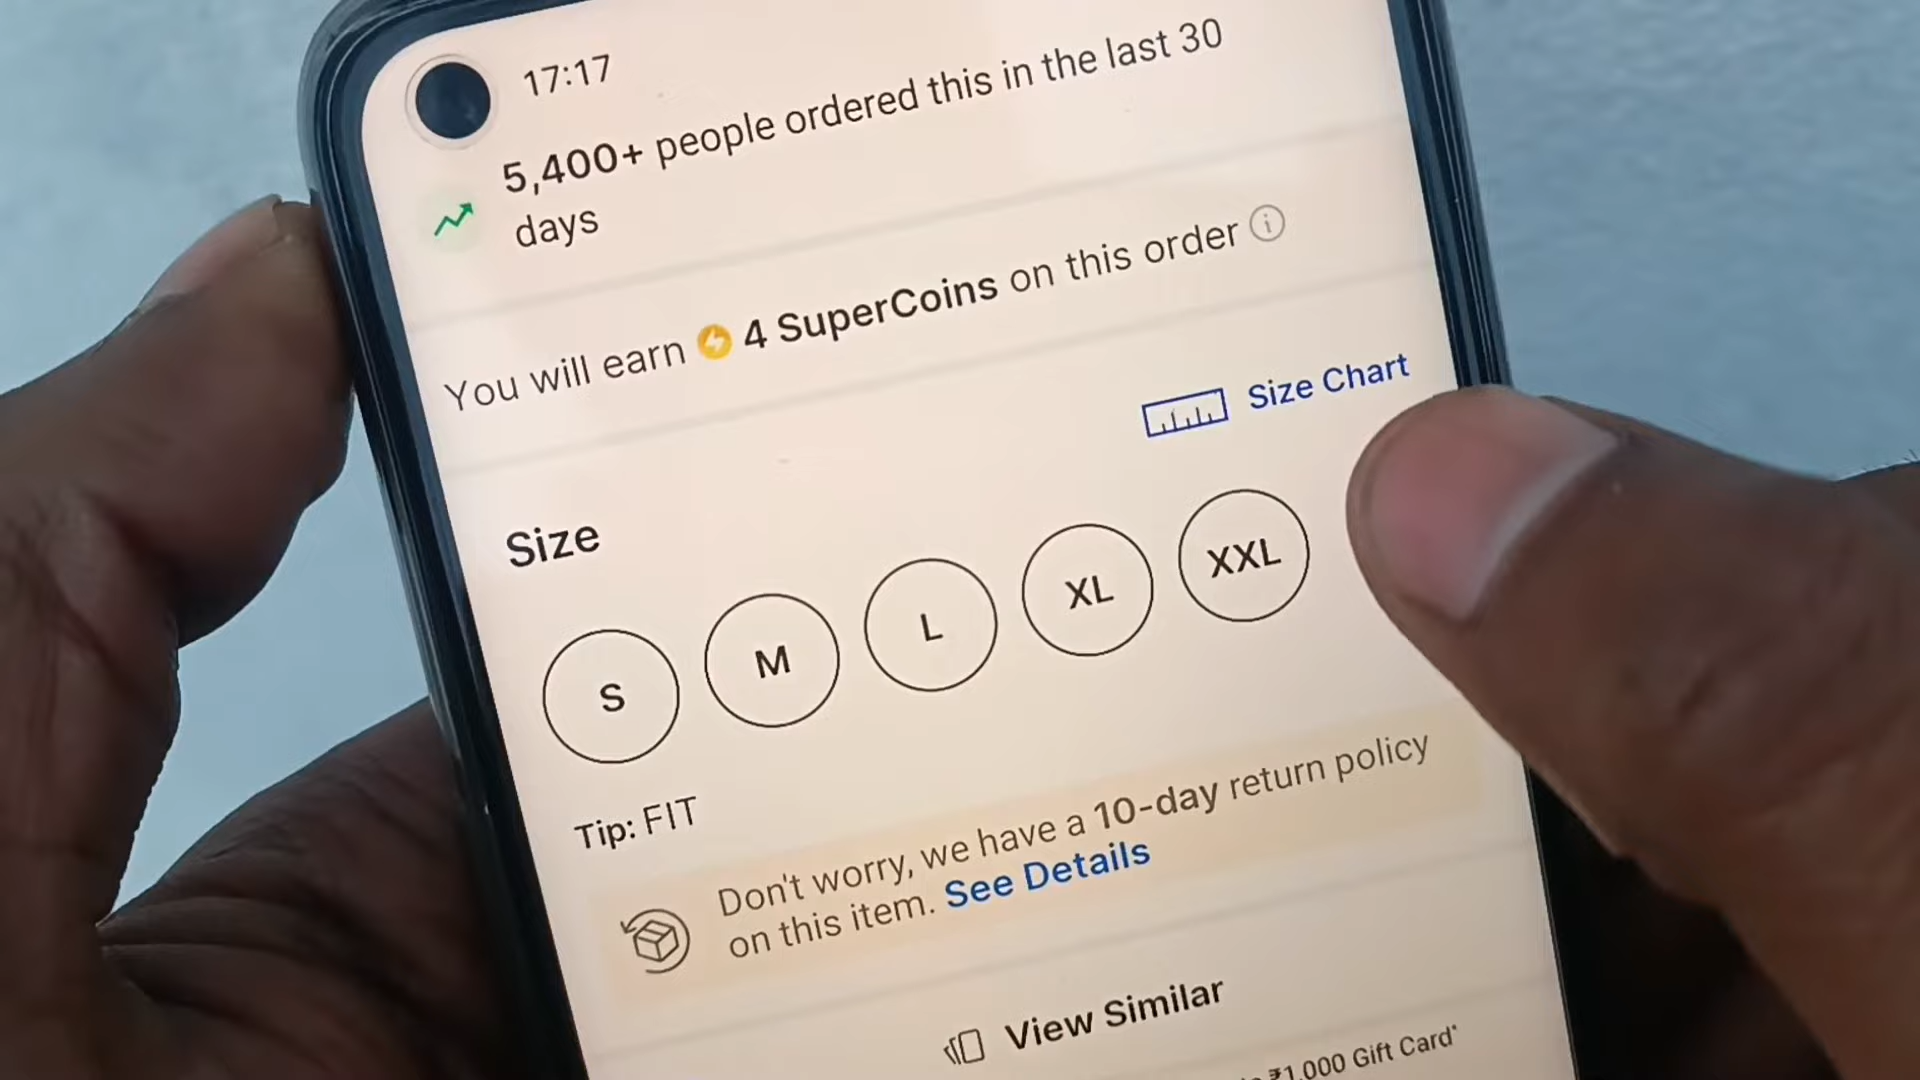 17:17
5,400+ people ordered this in the last 30
days
You will earn 4 SuperCoins on this order
Size Chart
Size
S M L XL XXL
Tip: FIT
Don't worry, we have a 10-day return policy
on this item. See Details
View Similar
₹1,000 Gift Card*